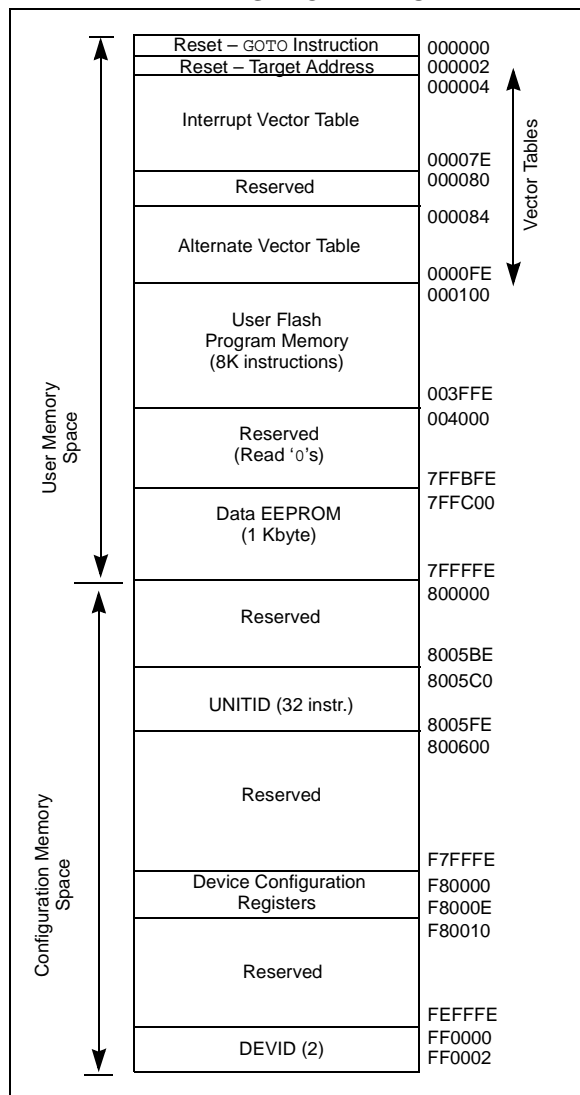 Reset – GOTO Instruction 000000
Reset – Target Address 000002
000004
Interrupt Vector Table
00007E
Reserved 000080
000084
Alternate Vector Table
0000FE
000100
Vector Tables
User Flash
Program Memory
(8K instructions)
003FFE
004000
Reserved
(Read ‘0’s)
7FFBFE
7FFC00
Data EEPROM
(1 Kbyte)
7FFFFE
User Memory
Space
800000
Reserved
8005BE
8005C0
UNITID (32 instr.)
8005FE
800600
Reserved
F7FFFE
Device Configuration
Registers
F80000
F8000E
F80010
Reserved
FEFFFE
FF0000
DEVID (2)
FF0002
Configuration Memory
Space